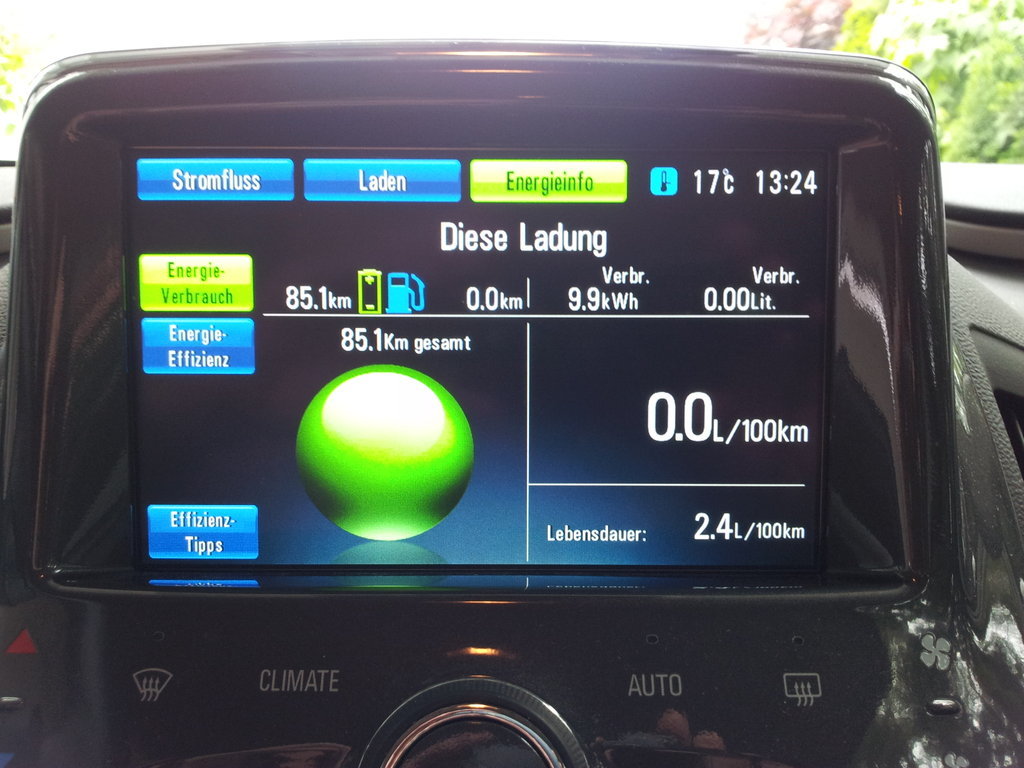 Stromfluss Laden Energieinfo 17°C 13:24
Diese Ladung
Energie-
Verbrauch
85.1km 0.0km
Verbr.
9.9kWh
Verbr.
0.00Lit.
Energie-
Effizienz
85.1Km gesamt
0.0L/100km
Effizienz-
Tipps
Lebensdauer: 2.4L/100km
CLIMATE AUTO